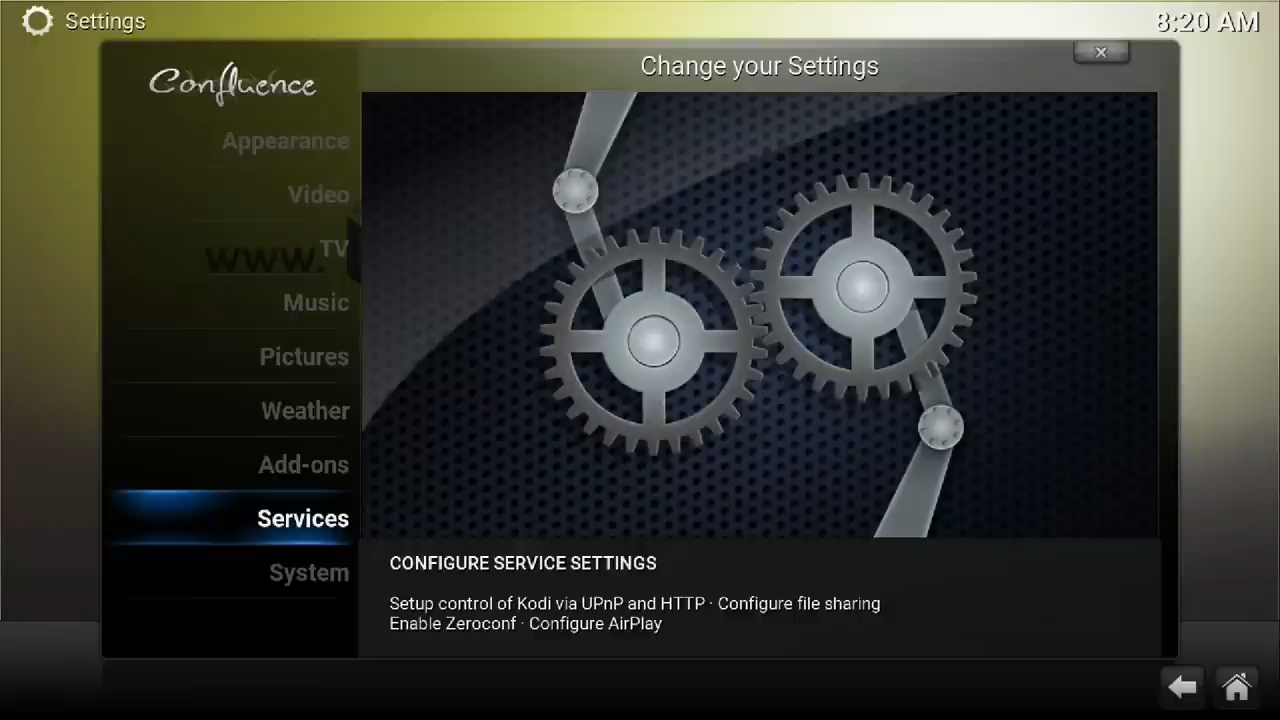 Settings
8:20 AM
Confluence
Change your Settings
x
Appearance
Video
www.
TV
Music
Pictures
Weather
Add-ons
Services
System
CONFIGURE SERVICE SETTINGS
Setup control of Kodi via UPnP and HTTP · Configure file sharing
Enable Zeroconf · Configure AirPlay